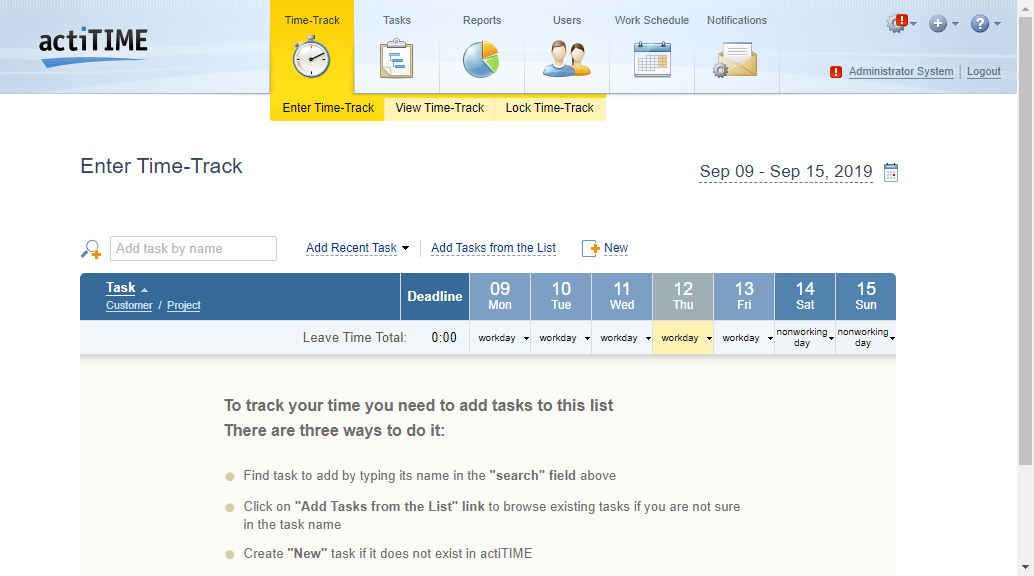 actiTIME
Time-Track
Tasks
Reports
Users
Work Schedule
Notifications
Administrator System
Logout
Enter Time-Track
View Time-Track
Lock Time-Track
Enter Time-Track
Sep 09 - Sep 15, 2019
Add task by name
Add Recent Task
Add Tasks from the List
New
Task
Customer / Project
Deadline
09
Mon
10
Tue
11
Wed
12
Thu
13
Fri
14
Sat
15
Sun
Leave Time Total:
0:00
workday
workday
workday
workday
workday
nonworking
day
nonworking
day
To track your time you need to add tasks to this list
There are three ways to do it:
Find task to add by typing its name in the "search" field above
Click on "Add Tasks from the List" link to browse existing tasks if you are not sure
in the task name
Create "New" task if it does not exist in actiTIME